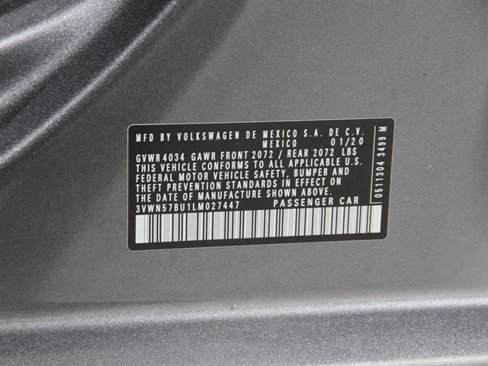 MFD BY VOLKSWAGEN DE MEXICO S.A. DE C.V.
MEXICO 01/20
GVWR 4034 GAWR FRONT 2072 / REAR 2072 LBS
THIS VEHICLE CONFORMS TO ALL APPLICABLE U.S.
FEDERAL MOTOR VEHICLE SAFETY, BUMPER AND
THEFT PREVENTION STANDARDS IN EFFECT ON
THE DATE OF MANUFACTURE SHOWN ABOVE
3VWN57BU1LM027447 PASSENGER CAR
0611304 3499 M